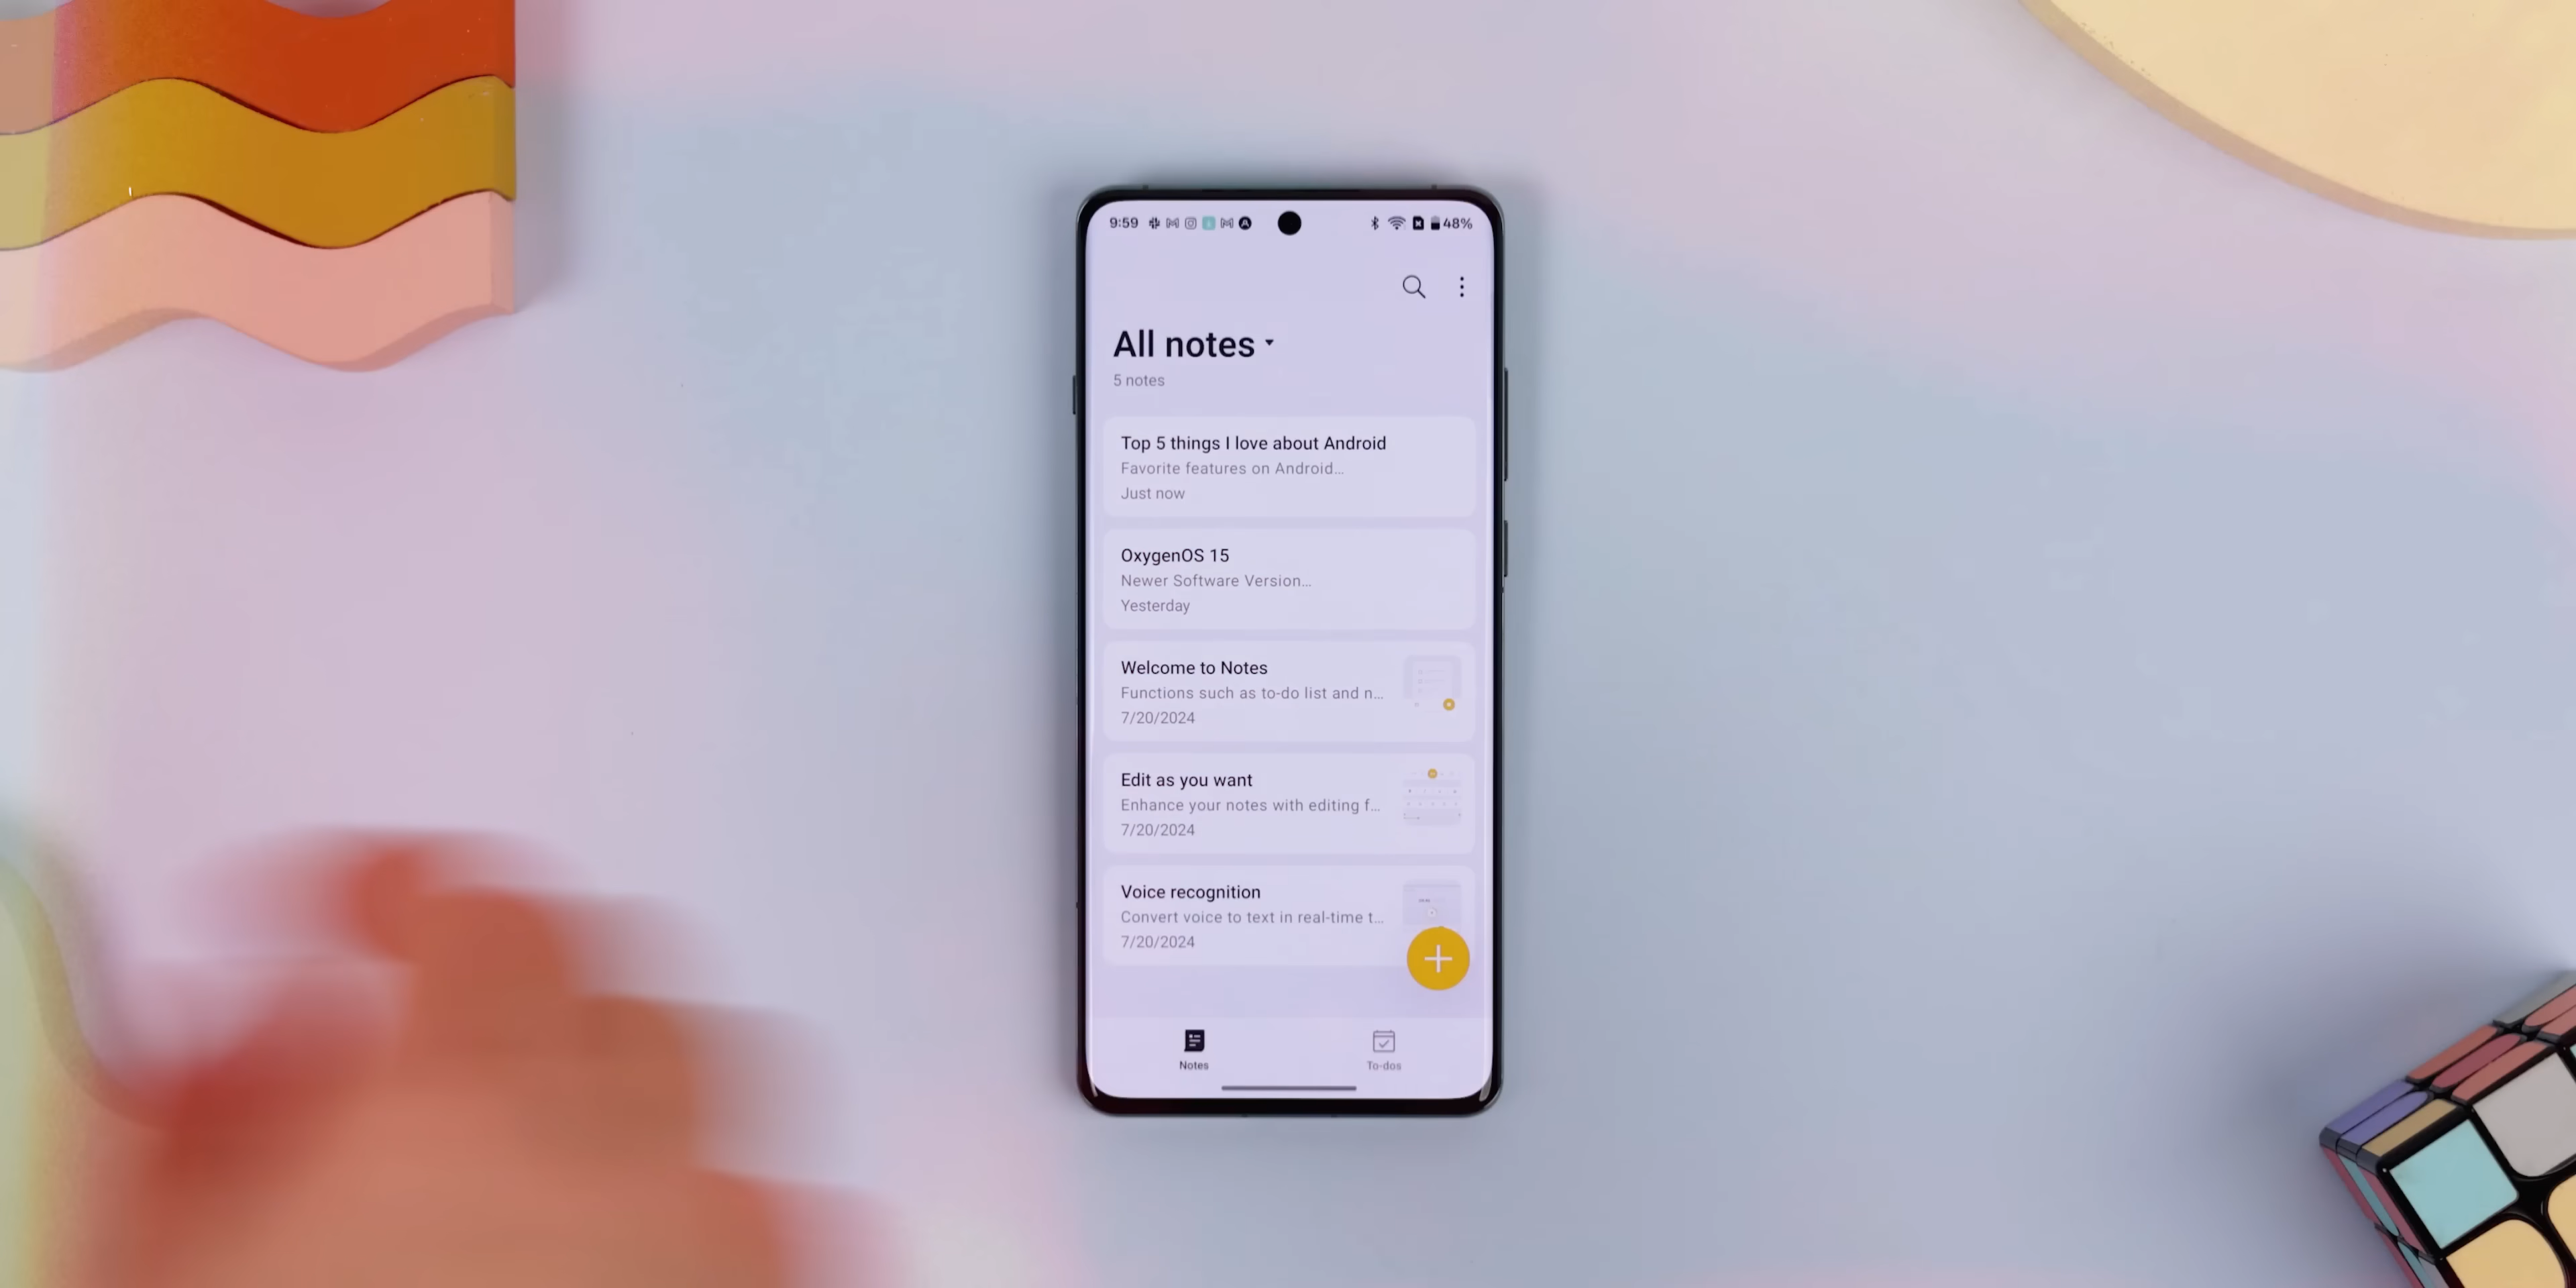 9:59
48%
All notes
5 notes
Top 5 things I love about Android
Favorite features on Android...
Just now
OxygenOS 15
Newer Software Version...
Yesterday
Welcome to Notes
Functions such as to-do list and n...
7/20/2024
Edit as you want
Enhance your notes with editing f...
7/20/2024
Voice recognition
Convert voice to text in real-time t...
7/20/2024
Notes
To-dos